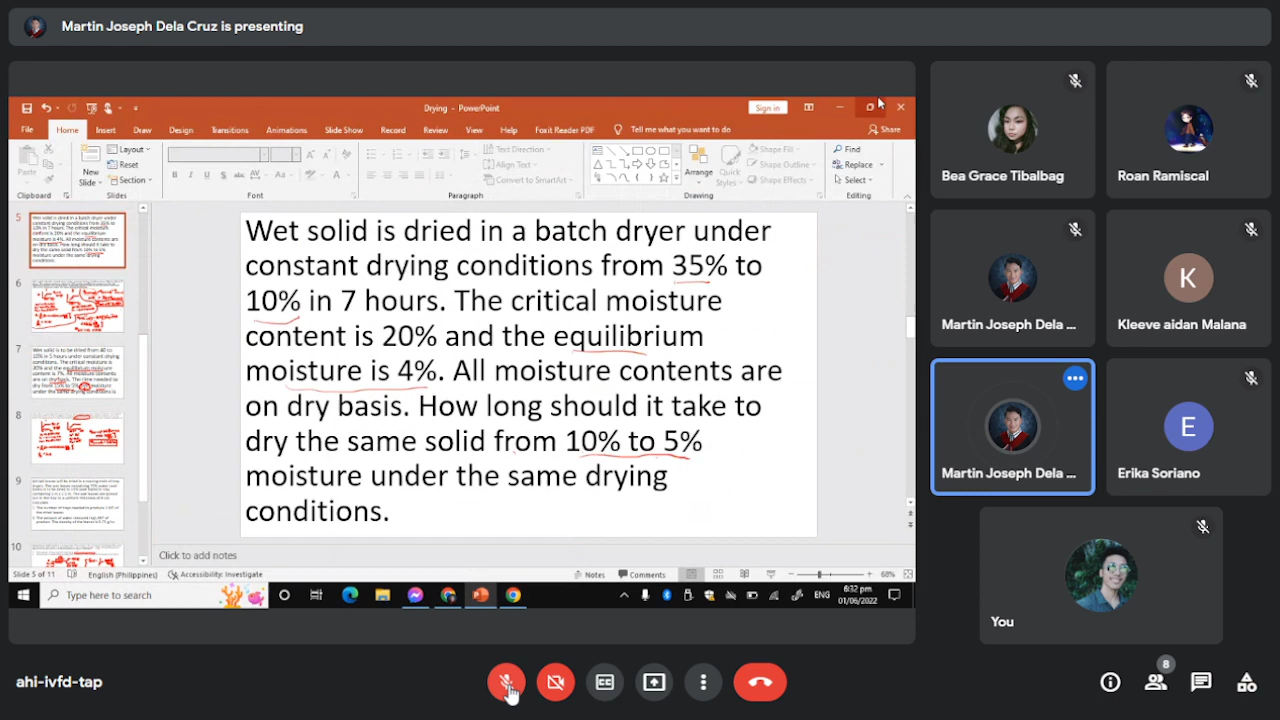 Martin Joseph Dela Cruz is presenting
Drying - PowerPoint
Sign in
File Home Insert Draw Design Transitions Animations Slide Show Record Review View Help Foxit Reader PDF Tell me what you want to do Share
Paste
New
Slide
Layout
Reset
Section
B I U S
Text Direction
Align Text
Convert to SmartArt
Arrange
Quick
Styles
Shape Fill
Shape Outline
Shape Effects
Find
Replace
Select
Clipboard Slides Font Paragraph Drawing Editing
5
6
7
8
9
10
Wet solid is dried in a batch dryer under
constant drying conditions from 35% to
10% in 7 hours. The critical moisture
content is 20% and the equilibrium
moisture is 4%. All moisture contents are
on dry basis. How long should it take to
dry the same solid from 10% to 5%
moisture under the same drying
conditions.
Click to add notes
Slide 5 of 11 English (Philippines) Accessibility: Investigate Notes Comments 68%
Type here to search
ENG
6:32 pm
01/06/2022
Bea Grace Tibalbag
Roan Ramiscal
Martin Joseph Dela ...
K
Kleeve aidan Malana
Martin Joseph Dela ...
E
Erika Soriano
You
ahi-ivfd-tap
8